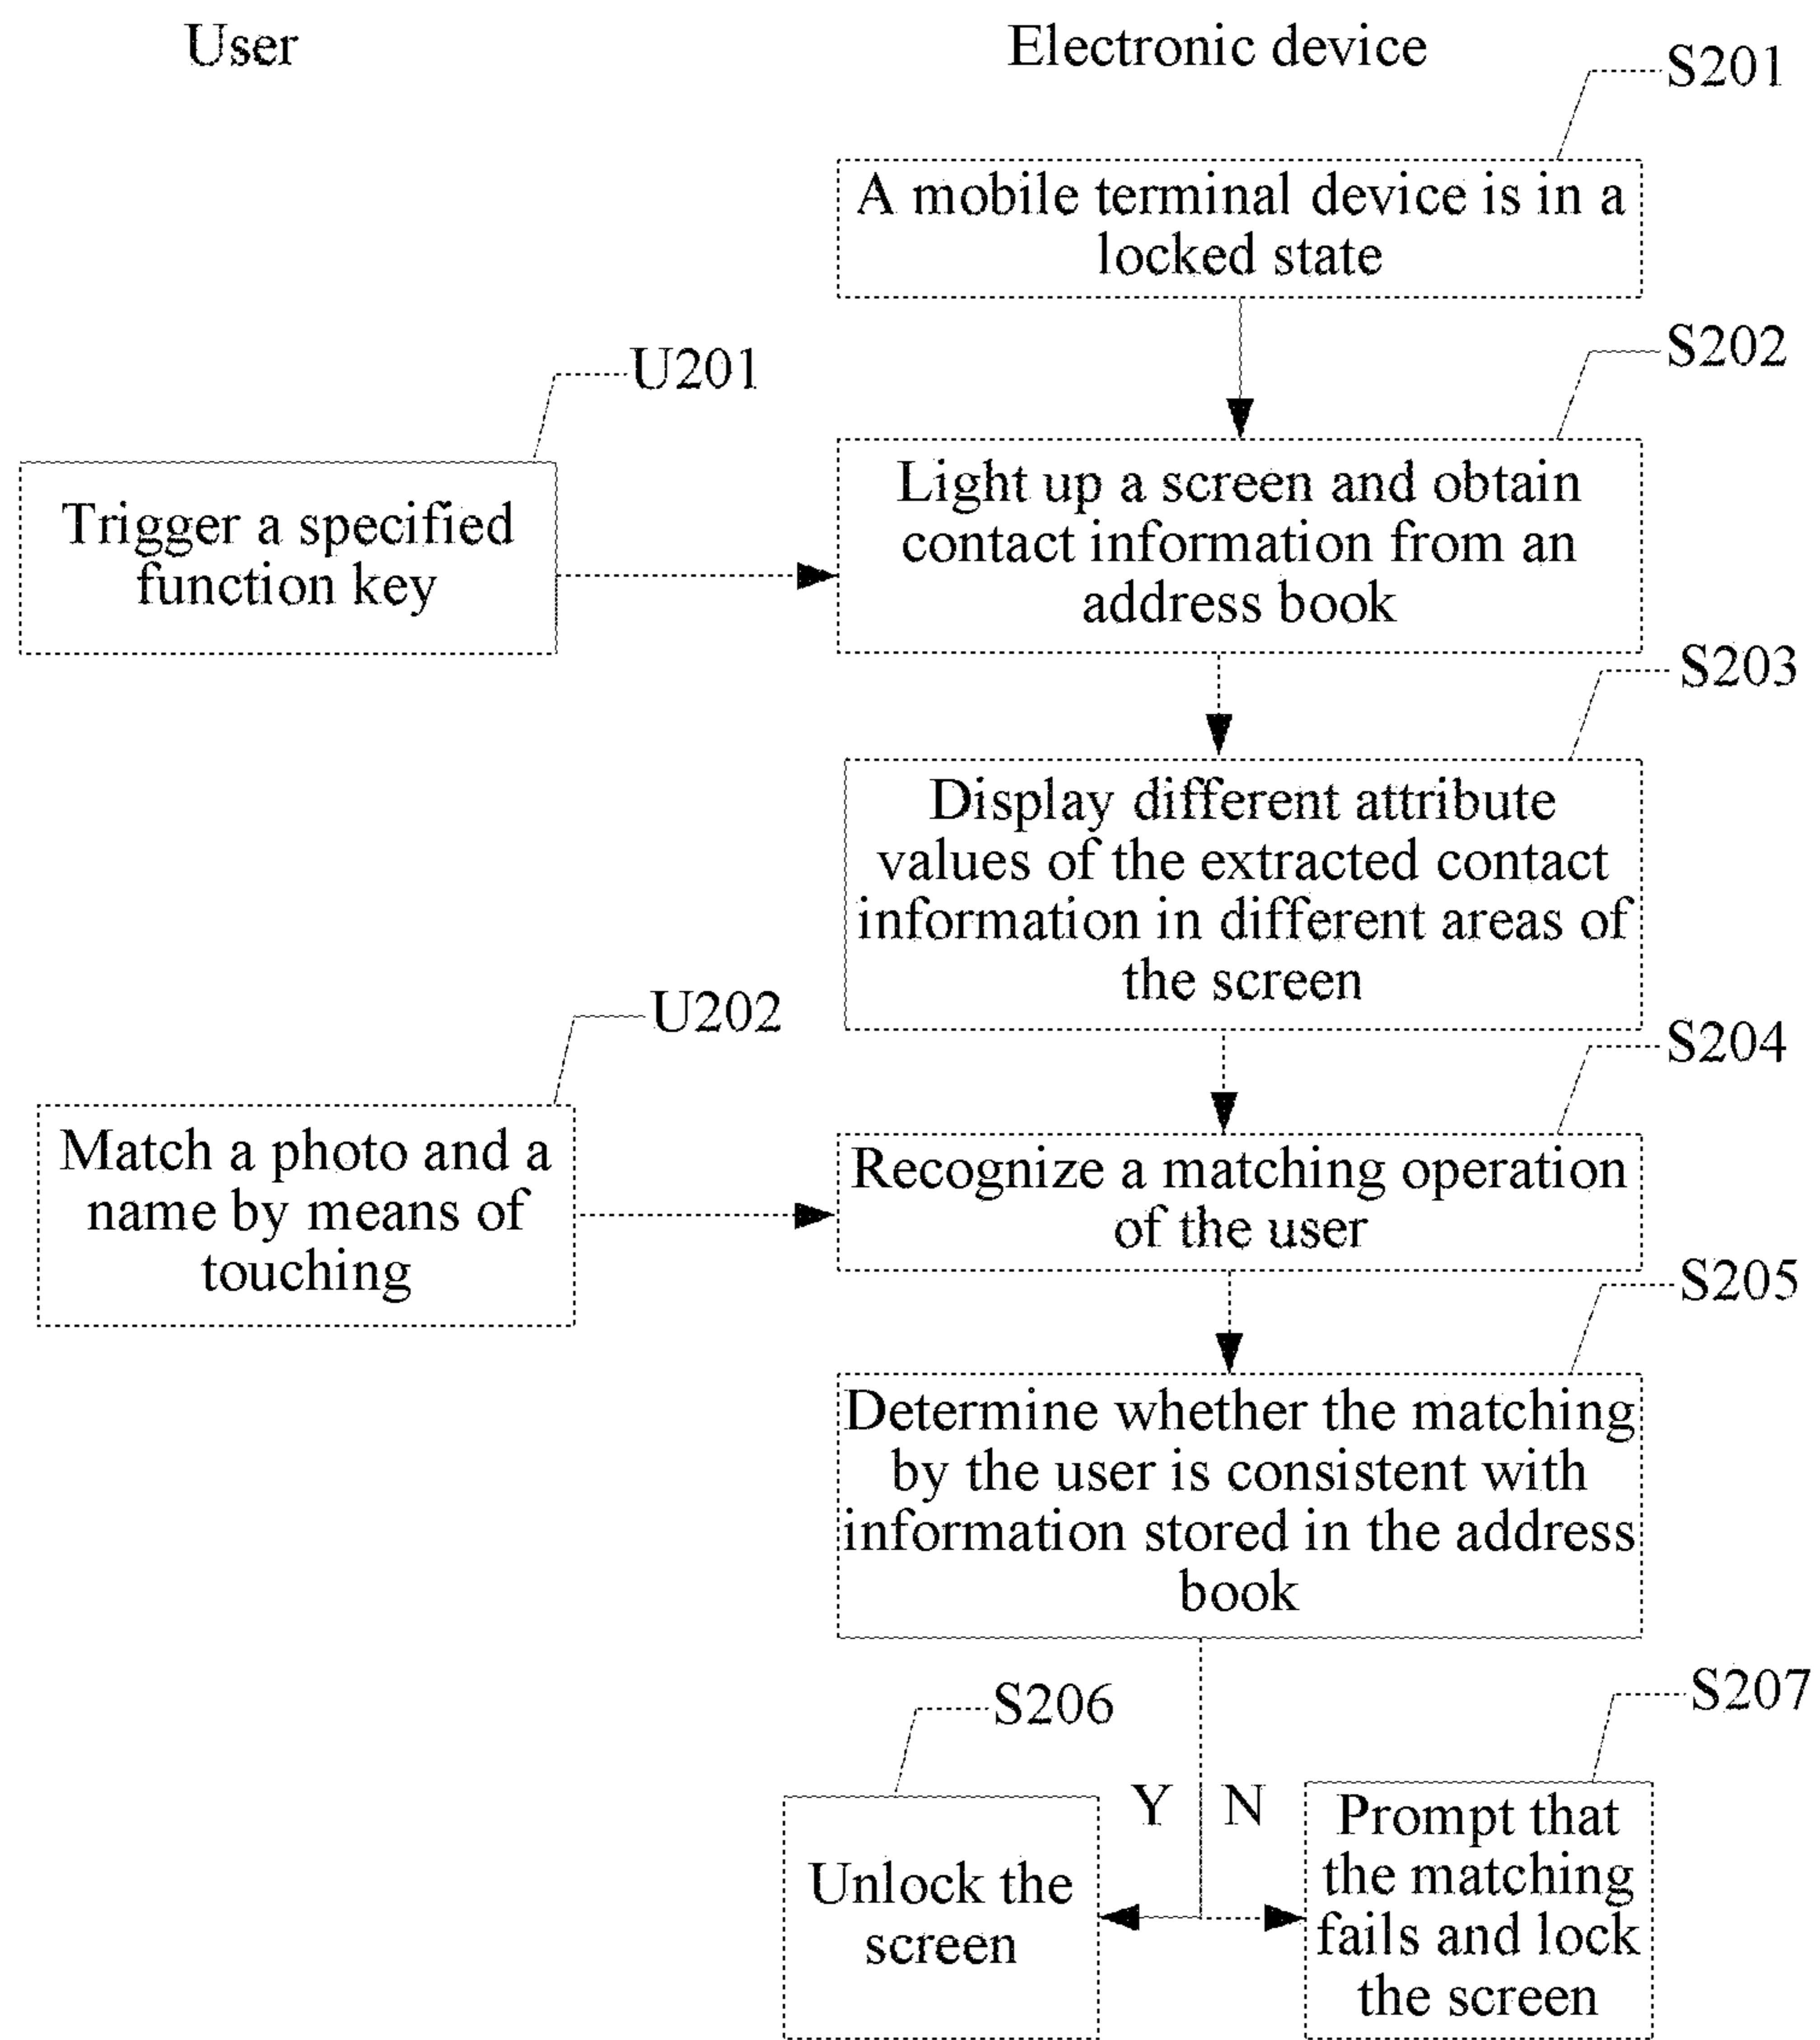 User
Electronic device
S201
A mobile terminal device is in a
locked state
S202
U201
Light up a screen and obtain
contact information from an
address book
Trigger a specified
function key
S203
Display different attribute
values of the extracted contact
information in different areas of
the screen
U202
S204
Match a photo and a
name by means of
touching
Recognize a matching operation
of the user
S205
Determine whether the matching
by the user is consistent with
information stored in the address
book
S206
S207
Y
N
Unlock the
screen
Prompt that
the matching
fails and lock
the screen